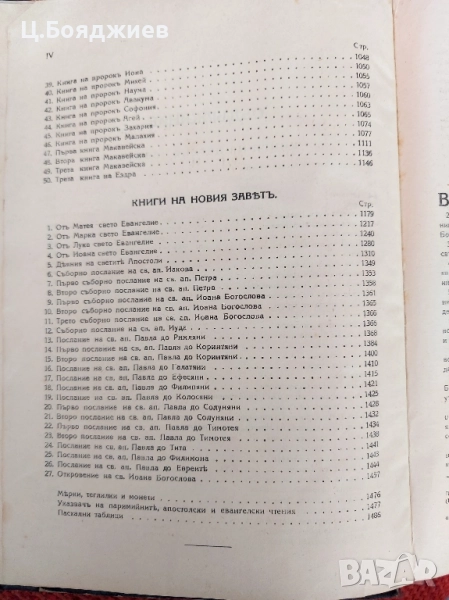 Ц.Бояджиев
IV
Стр.
39. Книга на пророкъ Иона 1048
40. Книга на пророкъ Михей 1050
41. Книга на пророкъ Наума 1055
42. Книга на пророкъ Авакума 1057
43. Книга на пророкъ Софония 1060
44. Книга на пророкъ Агей 1063
45. Книга на пророкъ Захария 1065
46. Книга на пророкъ Малахия 1074
47. Първа книга Макавейска 1077
48. Втора книга Макавейска 1111
49. Трета книга Макавейска 1136
50. Трета книга на Ездра 1146
КНИГИ НА НОВИЯ ЗАВѢТЪ.
Стр.
1. Отъ Матея свето Евангелие 1179
2. Отъ Марка свето Евангелие 1217
3. Отъ Лука свето Евангелие 1240
4. Отъ Иоана свето Евангелие 1280
5. Деяния на светитѣ Апостоли 1310
6. Съборно послание на св. ап. Иакова 1349
7. Първо съборно послание на св. ап. Петра 1353
8. Второ съборно послание на св. ап. Петра 1358
9. Първо съборно послание на св. ап. Иоана Богослова 1361
10. Второ съборно послание на св. ап. Иоана Богослова 1365
11. Трето съборно послание на св. ап. Иоана Богослова 1365
12. Съборно послание на св. ап. Иуда 1366
13. Послание на св. ап. Павла до Римляни 1368
14. Първо послание на св. ап. Павла до Коринтяни 1384
15. Второ послание на св. ап. Павла до Коринтяни 1400
16. Послание на св. ап. Павла до Галатяни 1410
17. Послание на св. ап. Павла до Ефесяни 1415
18. Послание на св. ап. Павла до Филипяни 1421
19. Послание на св. ап. Павла до Колосяни 1425
20. Първо послание на св. ап. Павла до Солуняни 1428
21. Второ послание на св. ап. Павла до Солуняни 1432
22. Първо послание на св. ап. Павла до Тимотея 1434
23. Второ послание на св. ап. Павла до Тимотея 1438
24. Послание на св. ап. Павла до Тита 1441
25. Послание на св. ап. Павла до Филимона 1443
26. Послание на св. ап. Павла до Евреитѣ 1444
27. Откровение на св. Иоана Богослова 1457
Мѣрки, теглилки и монети 1476
Указачъ на паримийнитѣ, апостолски и евангелски четения 1485
Пасхални таблици 1486
BAZAR